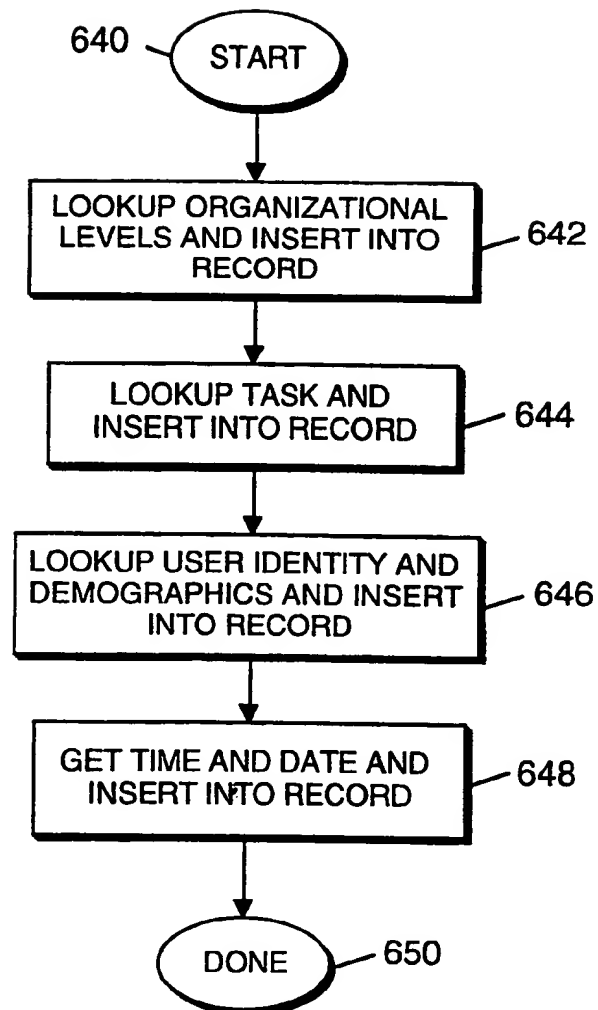 640
START
LOOKUP ORGANIZATIONAL
LEVELS AND INSERT INTO
RECORD
642
LOOKUP TASK AND
INSERT INTO RECORD
644
LOOKUP USER IDENTITY AND
DEMOGRAPHICS AND INSERT
INTO RECORD
646
GET TIME AND DATE AND
INSERT INTO RECORD
648
DONE
650